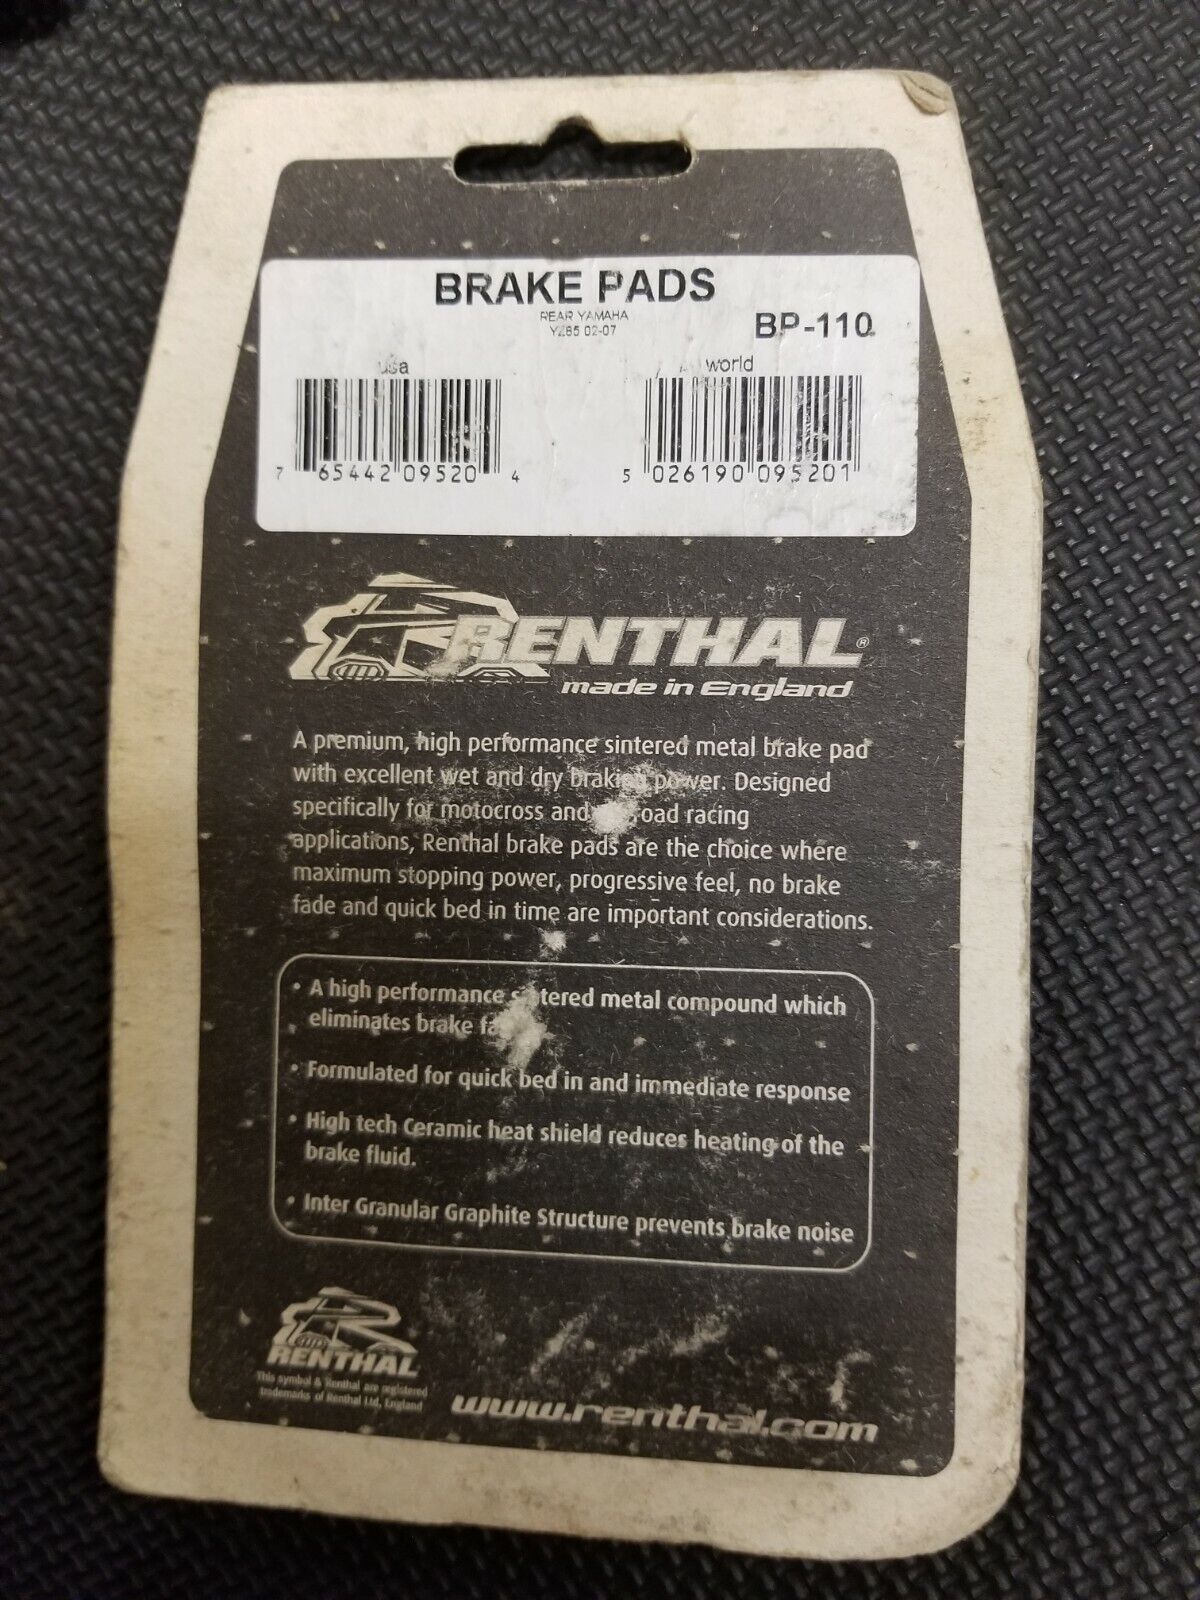 BRAKE PADS
REAR YAMAHA
YZ85 02-07
BP-110
usa
world
7 65442 09520 4
5 026190 095201
RENTHAL®
made in England
A premium, high performance sintered metal brake pad
with excellent wet and dry braking power. Designed
specifically for motocross and road racing
applications, Renthal brake pads are the choice where
maximum stopping power, progressive feel, no brake
fade and quick bed in time are important considerations.
• A high performance sintered metal compound which
eliminates brake
• Formulated for quick bed in and immediate response
• High tech Ceramic heat shield reduces heating of the
brake fluid.
• Inter Granular Graphite Structure prevents brake noise
RENTHAL
This symbol & Renthal are registered
trademarks of Renthal Ltd, England
www.renthal.com